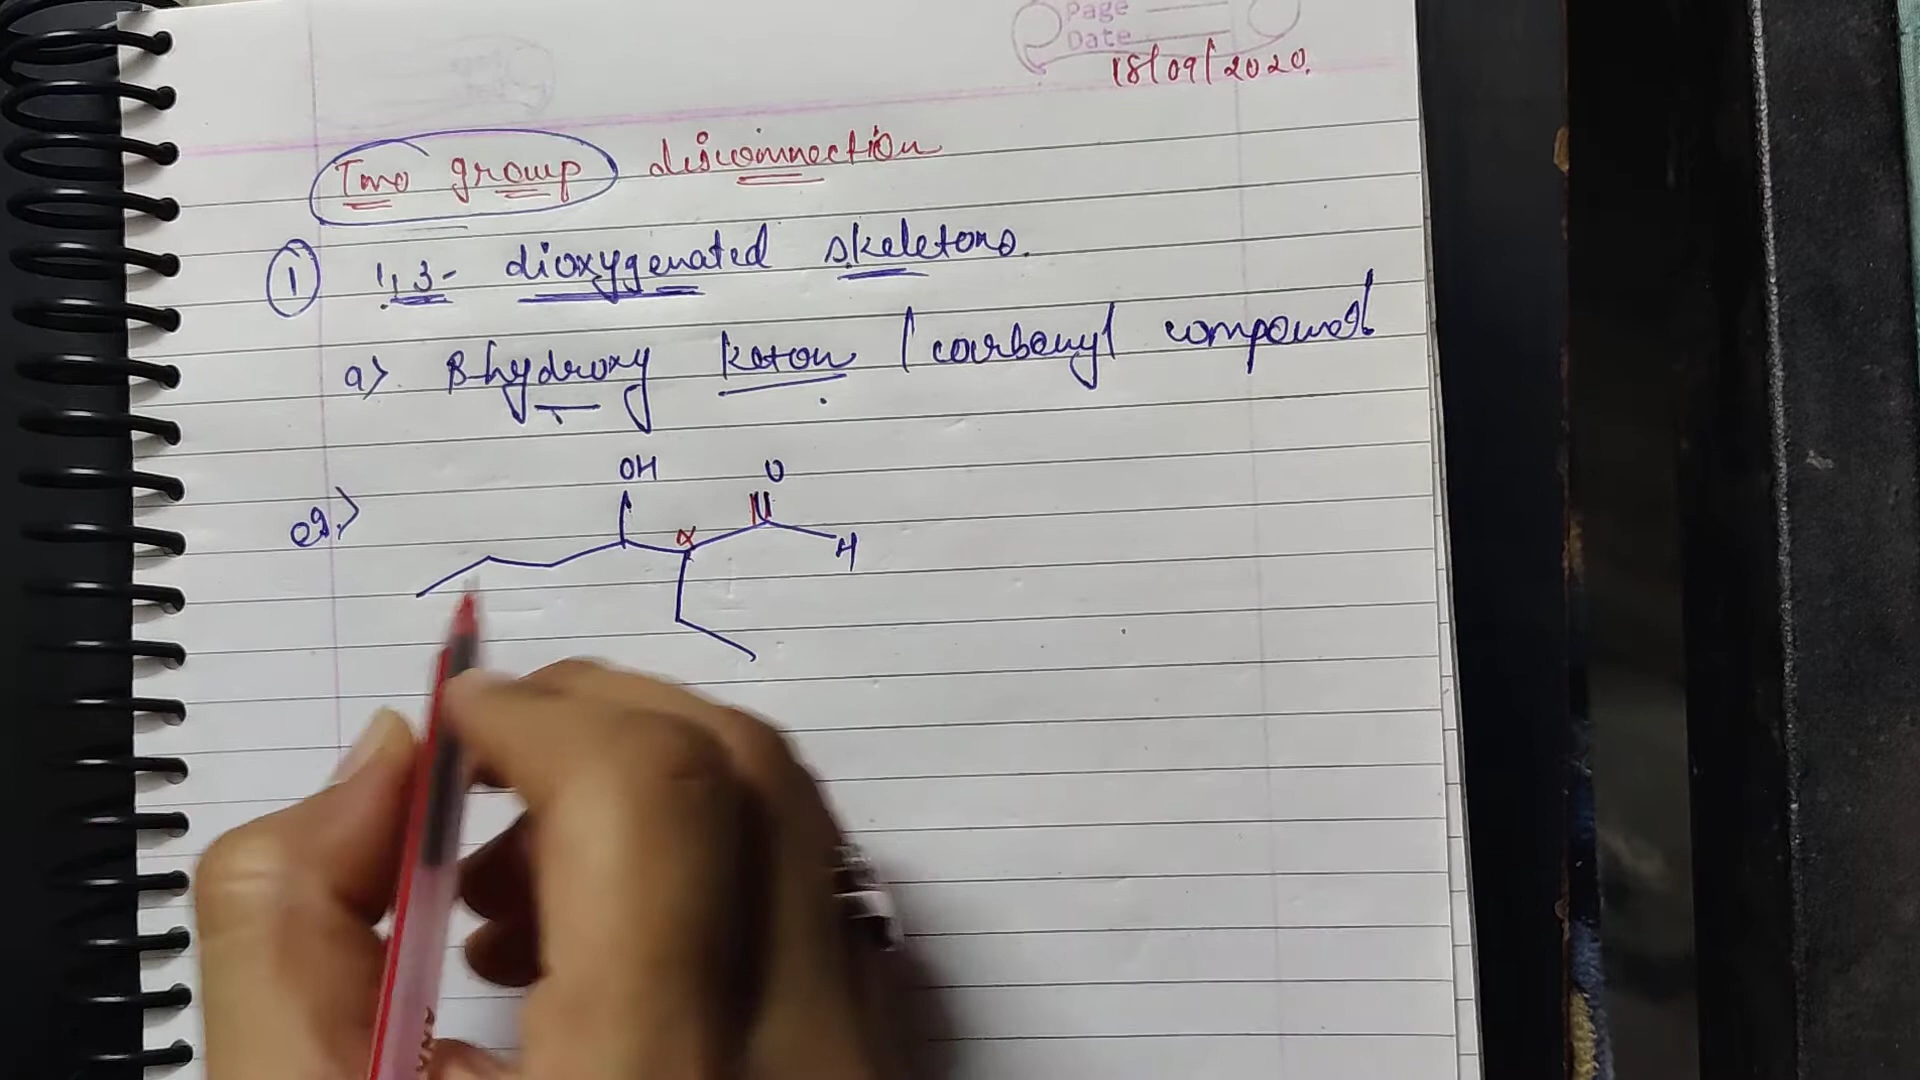 Page
Date
18/09/2020.
Two group disconnection
1 1,3- dioxygenated skeletons.
a> β hydroxy keton / carbonyl compound
eg.>
OH O
α
H